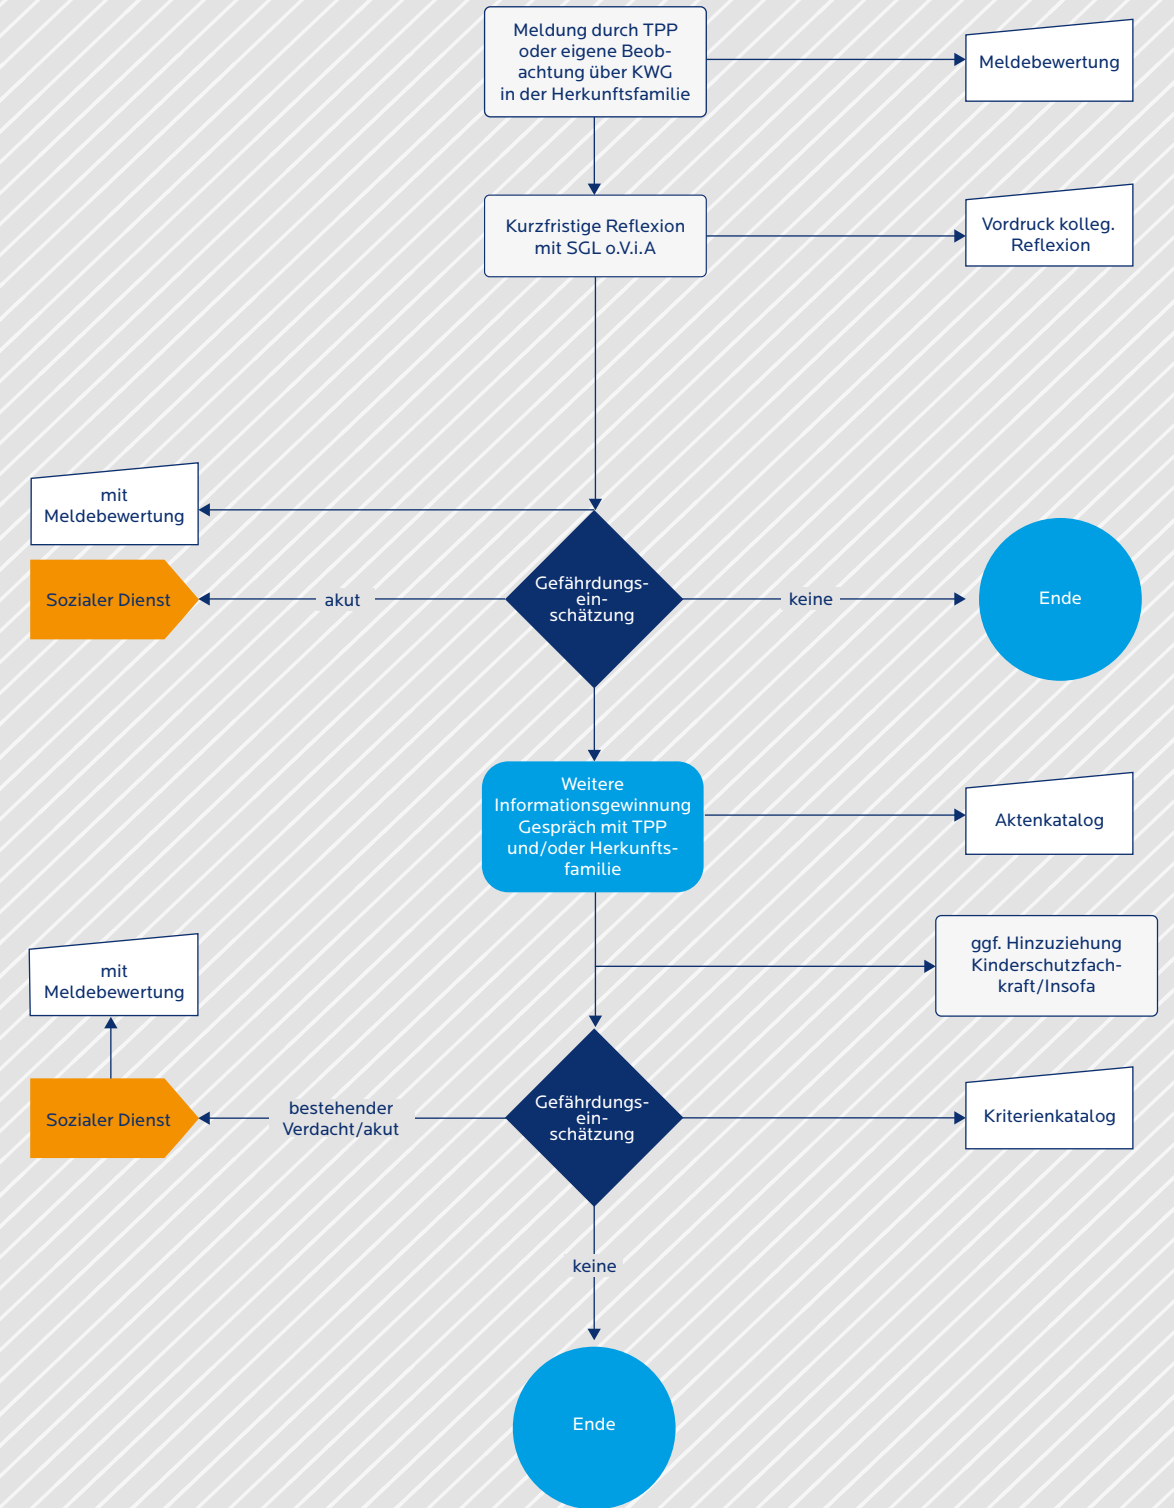 Meldung durch TPP
oder eigene Beob-
achtung über KWG
in der Herkunftsfamilie
Meldebewertung
Kurzfristige Reflexion
mit SGL o.V.i.A
Vordruck kolleg.
Reflexion
mit
Meldebewertung
Sozialer Dienst
akut
Gefährdungs-
ein-
schätzung
keine
Ende
Weitere
Informationsgewinnung
Gespräch mit TPP
und/oder Herkunfts-
familie
Aktenkatalog
ggf. Hinzuziehung
Kinderschutzfach-
kraft/Insofa
mit
Meldebewertung
Sozialer Dienst
bestehender
Verdacht/akut
Gefährdungs-
ein-
schätzung
Kriterienkatalog
keine
Ende